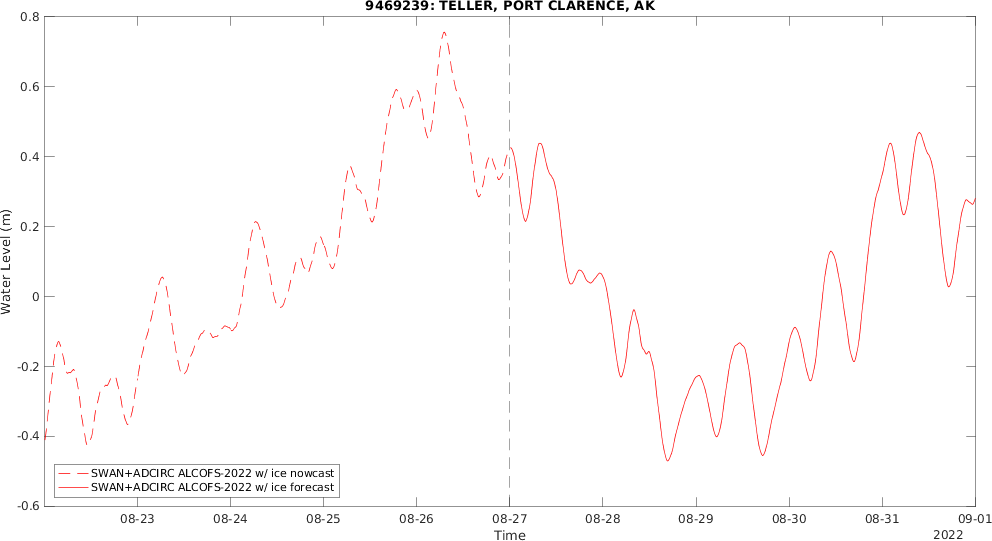 9469239: TELLER, PORT CLARENCE, AK
Water Level (m)
0.8
0.6
0.4
0.2
0
-0.2
-0.4
-0.6
SWAN+ADCIRC ALCOFS-2022 w/ ice nowcast
SWAN+ADCIRC ALCOFS-2022 w/ ice forecast
08-23 08-24 08-25 08-26 08-27 08-28 08-29 08-30 08-31 09-01
Time
2022